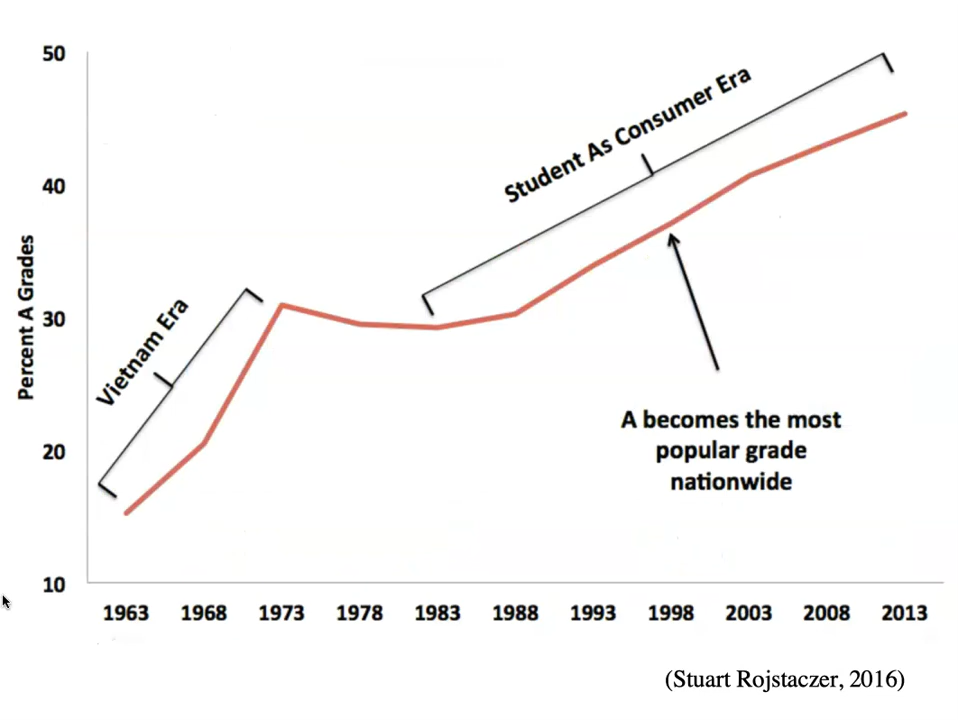 50
40
30
20
10
Percent A Grades
Vietnam Era
Student As Consumer Era
A becomes the most
popular grade
nationwide
1963 1968 1973 1978 1983 1988 1993 1998 2003 2008 2013
(Stuart Rojstaczer, 2016)